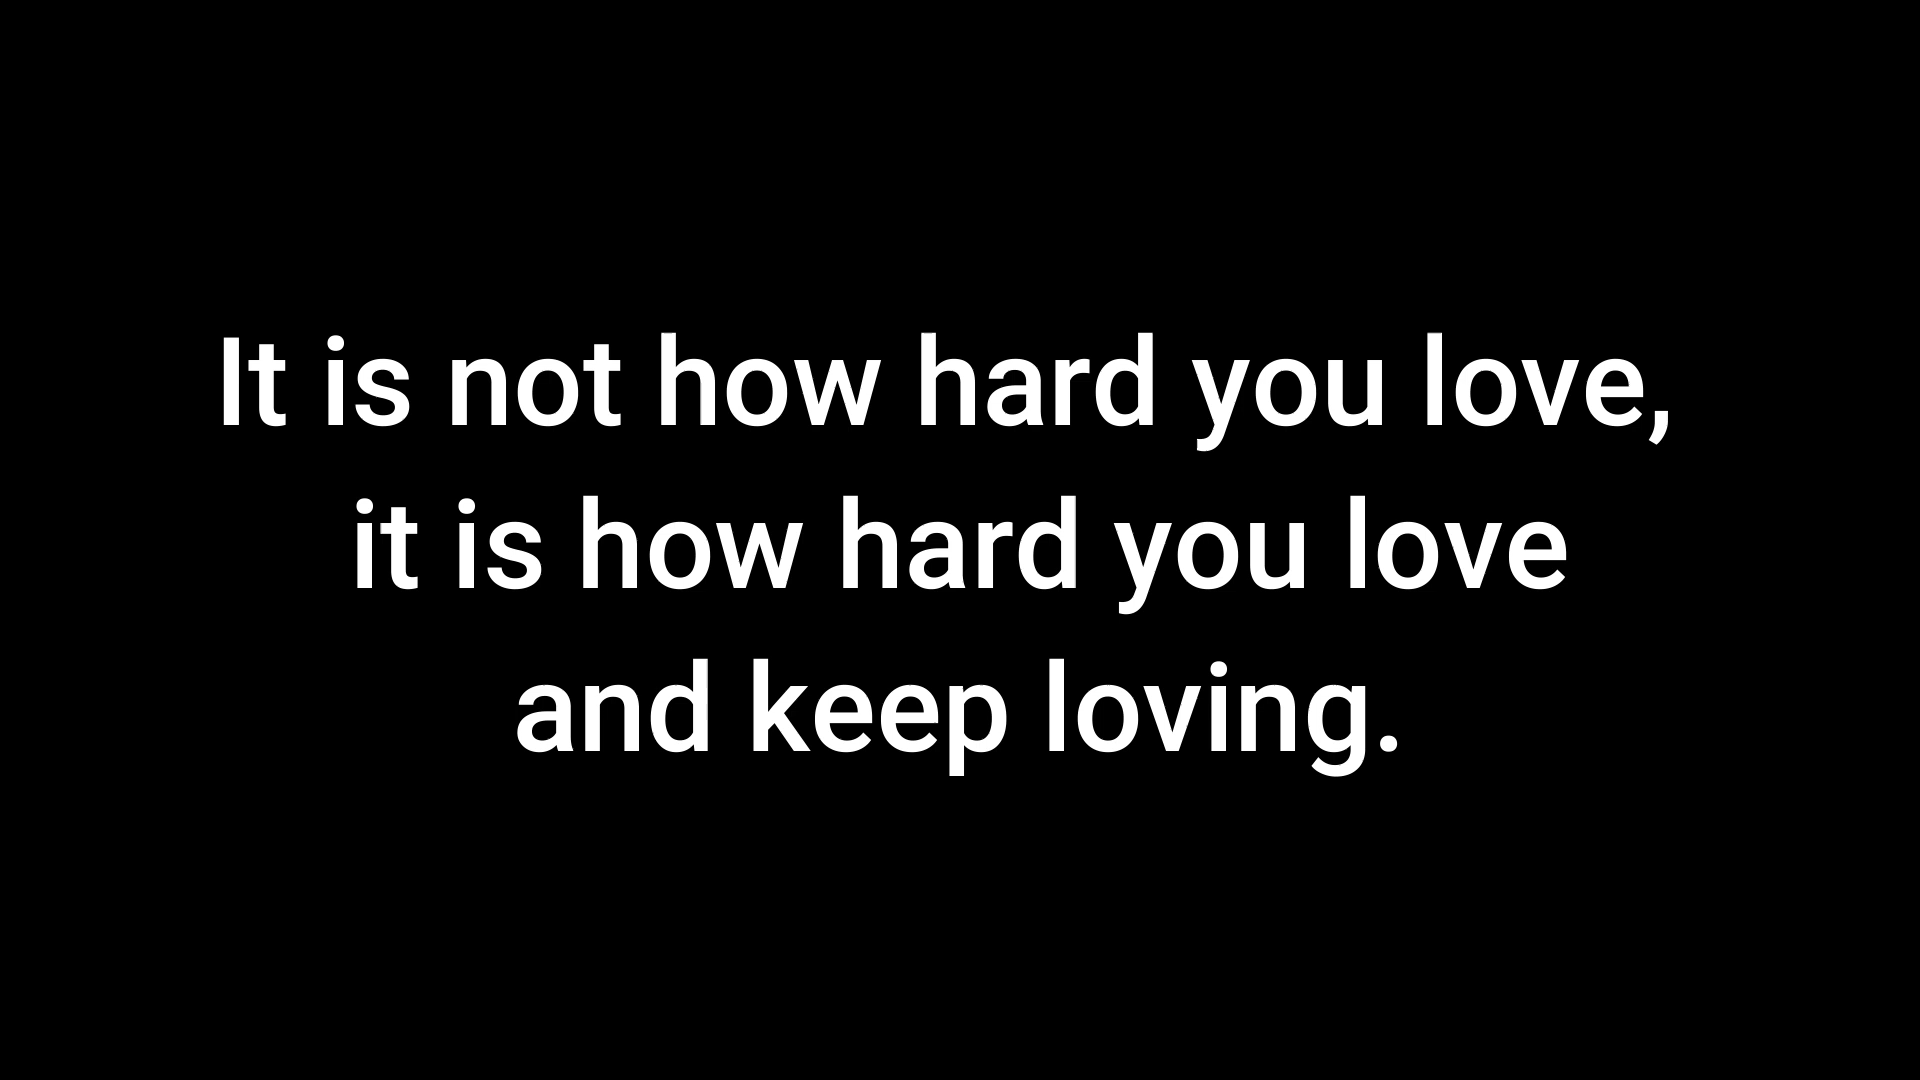 It is not how hard you love,
it is how hard you love
and keep loving.